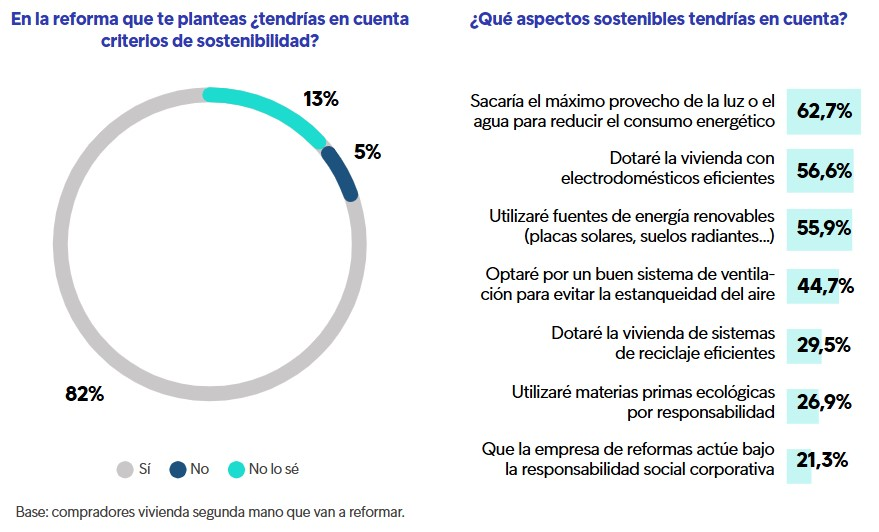 En la reforma que te planteas ¿tendrías en cuenta
criterios de sostenibilidad?
13%
5%
82%
Sí
No
No lo sé
Base: compradores vivienda segunda mano que van a reformar.
¿Qué aspectos sostenibles tendrían en cuenta?
Sacaría el máximo provecho de la luz o el
agua para reducir el consumo energético
62,7%
Dotaré la vivienda con
electrodomésticos eficientes
56,6%
Utilizaré fuentes de energía renovables
(placas solares, suelos radiantes...)
55,9%
Optaré por un buen sistema de ventila-
ción para evitar la estanqueidad del aire
44,7%
Dotaré la vivienda de sistemas
de reciclaje eficientes
29,5%
Utilizaré materias primas ecológicas
por responsabilidad
26,9%
Que la empresa de reformas actúe bajo
la responsabilidad social corporativa
21,3%